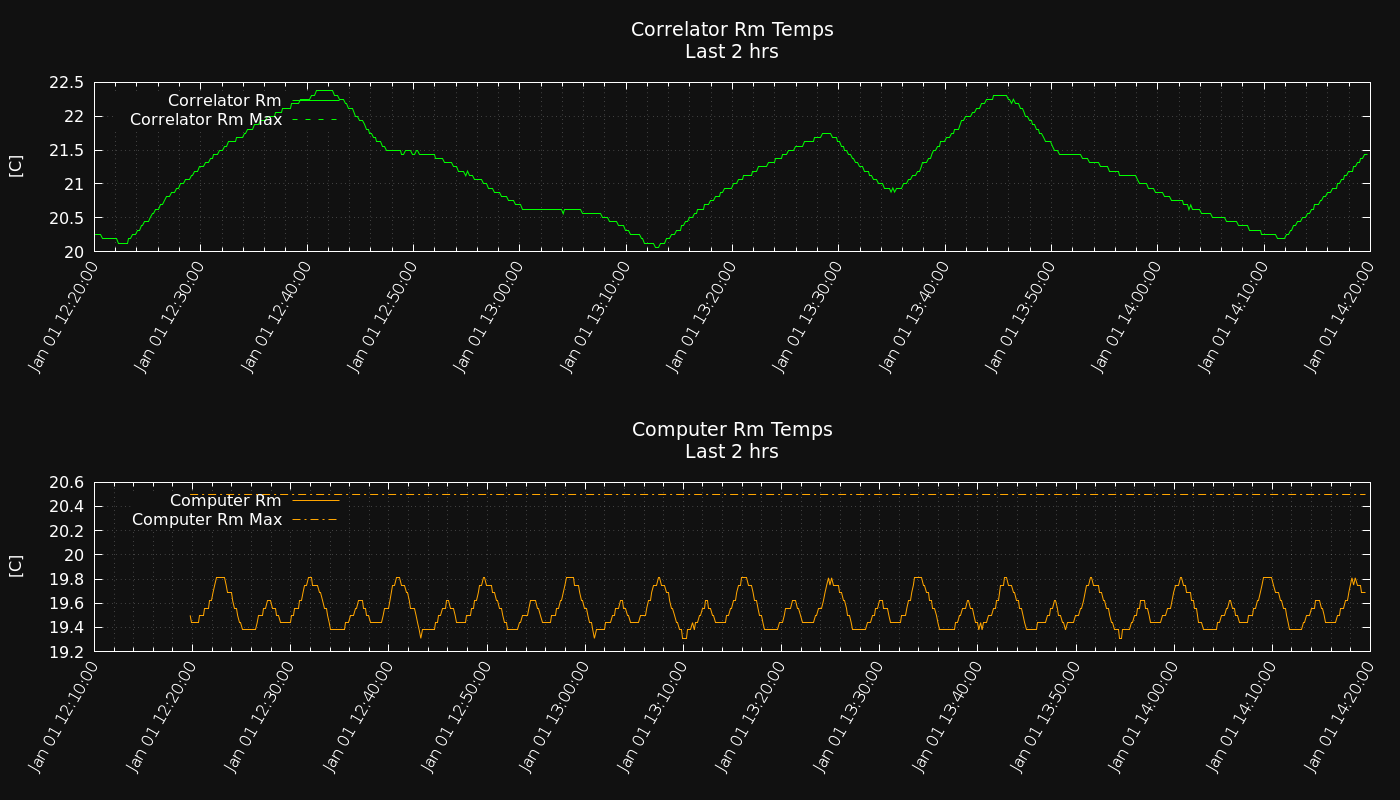 Correlator Rm Temps
Last 2 hrs
[C]
22.5
22
21.5
21
20.5
20
Correlator Rm
Correlator Rm Max
Jan 01 12:20:00
Jan 01 12:30:00
Jan 01 12:40:00
Jan 01 12:50:00
Jan 01 13:00:00
Jan 01 13:10:00
Jan 01 13:20:00
Jan 01 13:30:00
Jan 01 13:40:00
Jan 01 13:50:00
Jan 01 14:00:00
Jan 01 14:10:00
Jan 01 14:20:00
Computer Rm Temps
Last 2 hrs
[C]
20.6
20.4
20.2
20
19.8
19.6
19.4
19.2
Computer Rm
Computer Rm Max
Jan 01 12:10:00
Jan 01 12:20:00
Jan 01 12:30:00
Jan 01 12:40:00
Jan 01 12:50:00
Jan 01 13:00:00
Jan 01 13:10:00
Jan 01 13:20:00
Jan 01 13:30:00
Jan 01 13:40:00
Jan 01 13:50:00
Jan 01 14:00:00
Jan 01 14:10:00
Jan 01 14:20:00